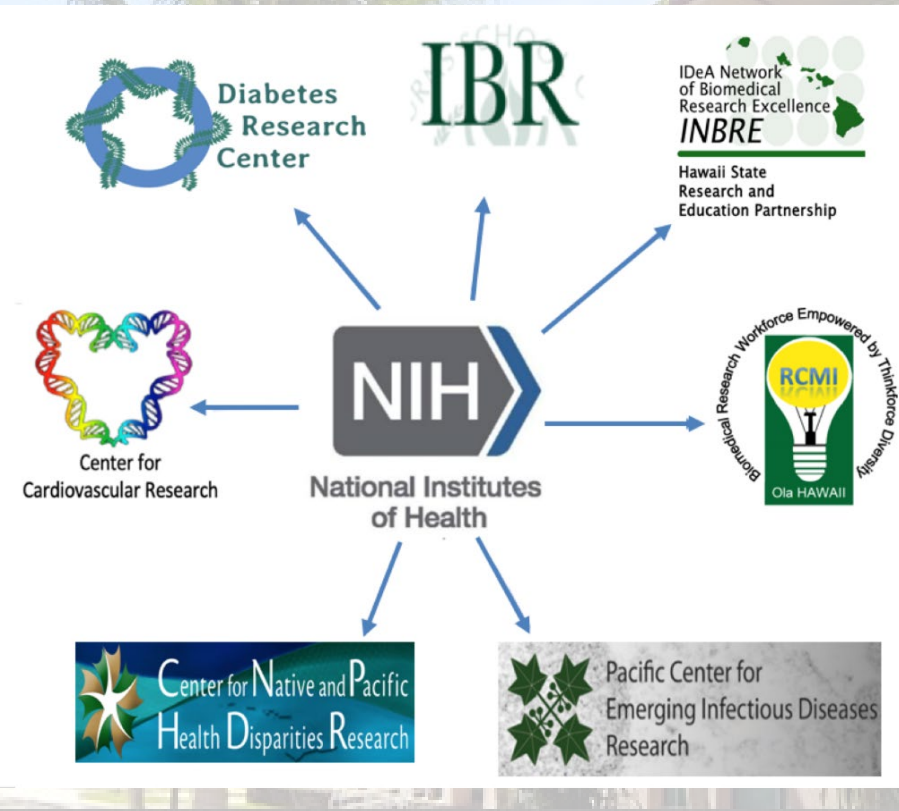 Diabetes
Research
Center
IBR
IDeA Network
of Biomedical
Research Excellence
INBRE
Hawaii State
Research and
Education Partnership
Center for
Cardiovascular Research
NIH
National Institutes
of Health
Biomedical Research Workforce Empowered by Thinkforce Diversity
RCMI
Ola HAWAII
Center for Native and Pacific
Health Disparities Research
Pacific Center for
Emerging Infectious Diseases
Research